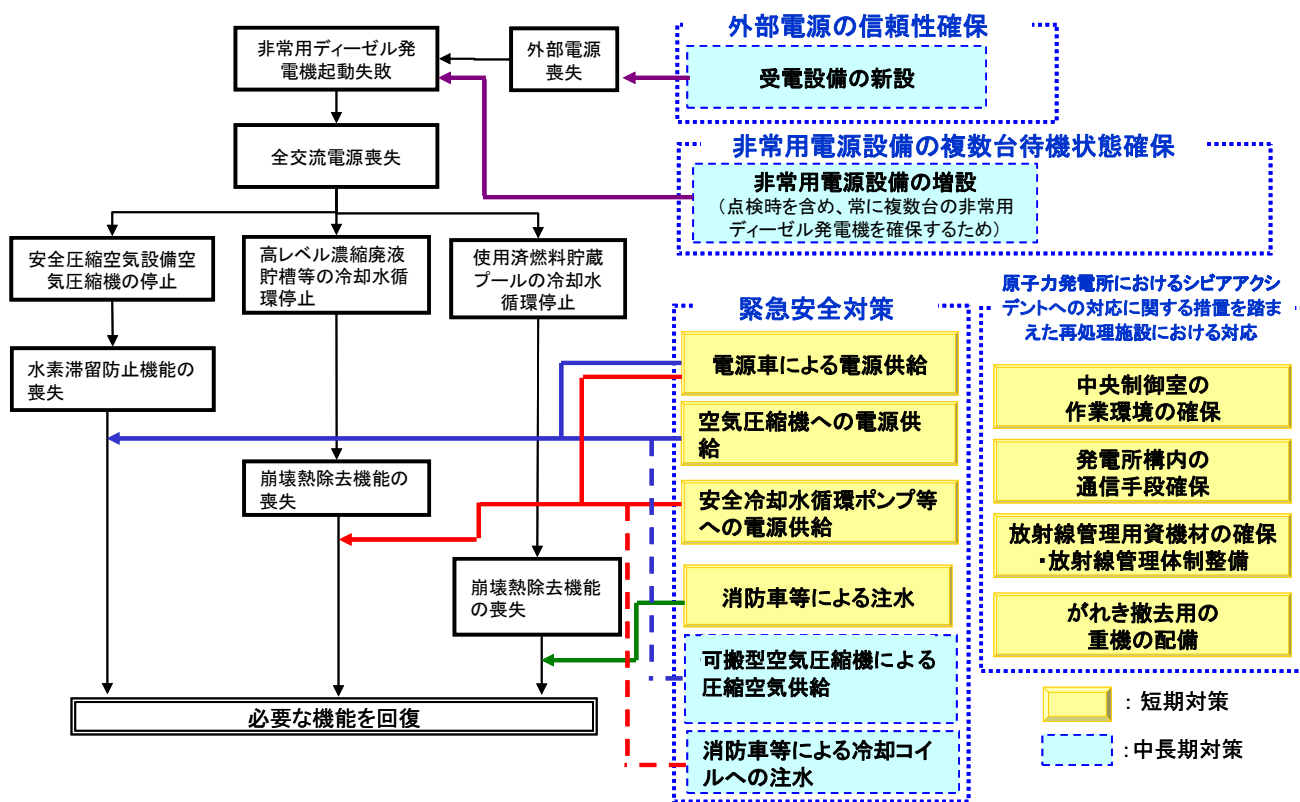 非常用ディーゼル発
電機起動失敗
外部電源
喪失
全交流電源喪失
安全圧縮空気設備空
気圧縮機の停止
高レベル濃縮廃液
貯槽等の冷却水循
環停止
使用済燃料貯蔵
プールの冷却水
循環停止
水素滞留防止機能の
喪失
崩壊熱除去機能の
喪失
崩壊熱除去機能
の喪失
必要な機能を回復
外部電源の信頼性確保
受電設備の新設
非常用電源設備の複数台待機状態確保
非常用電源設備の増設
(点検時を含め、常に複数台の非常用
ディーゼル発電機を確保するため)
緊急安全対策
電源車による電源供給
空気圧縮機への電源供
給
安全冷却水循環ポンプ等
への電源供給
消防車等による注水
可搬型空気圧縮機による
圧縮空気供給
消防車等による冷却コイ
ルへの注水
原子力発電所におけるシビアアクシ
デントへの対応に関する措置を踏ま
えた再処理施設における対応
中央制御室の
作業環境の確保
発電所構内の
通信手段確保
放射線管理用資機材の確保
・放射線管理体制整備
がれき撤去用の
重機の配備
：短期対策
：中長期対策